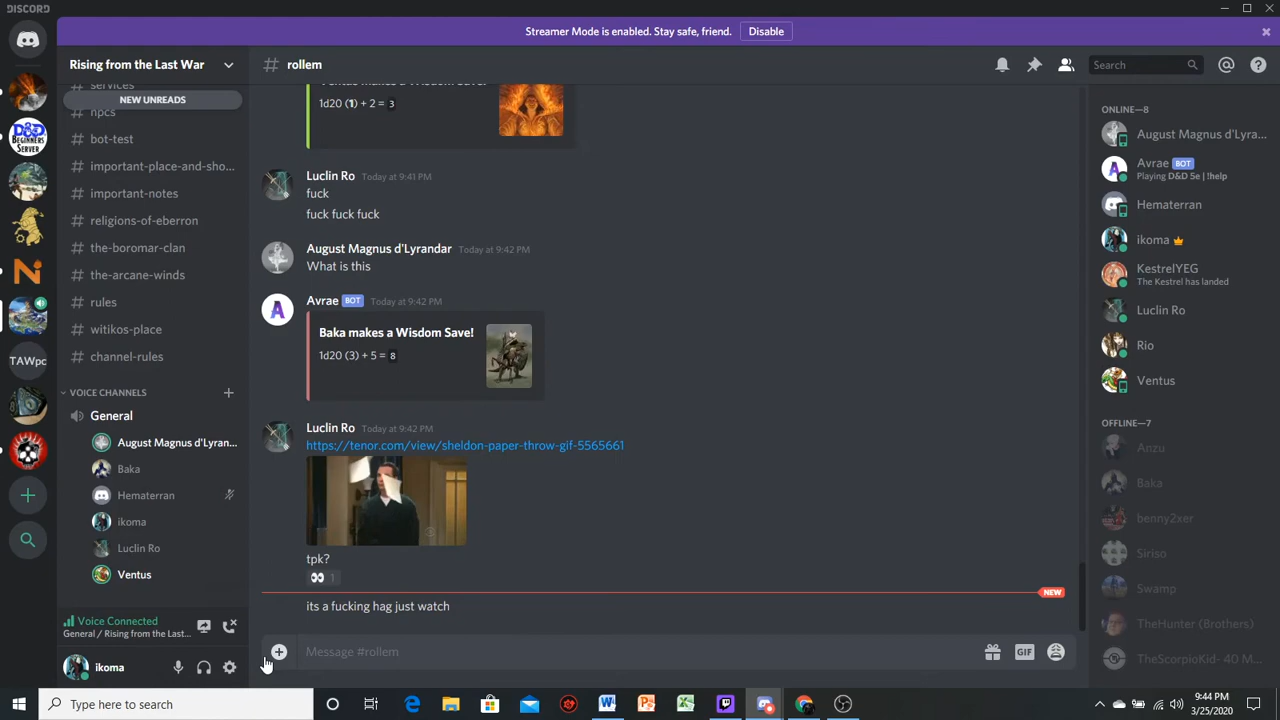 DISCORD
Streamer Mode is enabled. Stay safe, friend. Disable
Rising from the Last War
# rollem
Search
services
NEW UNREADS
npcs
# bot-test
# important-place-and-sho...
# important-notes
# religions-of-eberron
# the-boromar-clan
# the-arcane-winds
# rules
# witikos-place
# channel-rules
VOICE CHANNELS
General
August Magnus d'Lyran...
Baka
Hematerran
ikoma
Luclin Ro
Ventus
Voice Connected
General / Rising from the Last...
ikoma
TAWpc
1d20 (1) + 2 = 3
Luclin Ro Today at 9:41 PM
fuck
fuck fuck fuck
August Magnus d'Lyrandar Today at 9:42 PM
What is this
Avrae BOT Today at 9:42 PM
Baka makes a Wisdom Save!
1d20 (3) + 5 = 8
Luclin Ro Today at 9:42 PM
https://tenor.com/view/sheldon-paper-throw-gif-5565661
tpk?
1
NEW
its a fucking hag just watch
Message #rollem
GIF
ONLINE—8
August Magnus d'Lyra...
Avrae BOT
Playing D&D 5e | !help
Hematerran
ikoma
KestrelYEG
The Kestrel has landed
Luclin Ro
Rio
Ventus
OFFLINE—7
Anzu
Baka
benny2xer
Siriso
Swamp
TheHunter (Brothers)
TheScorpioKid- 40 M...
Type here to search
9:44 PM
3/25/2020